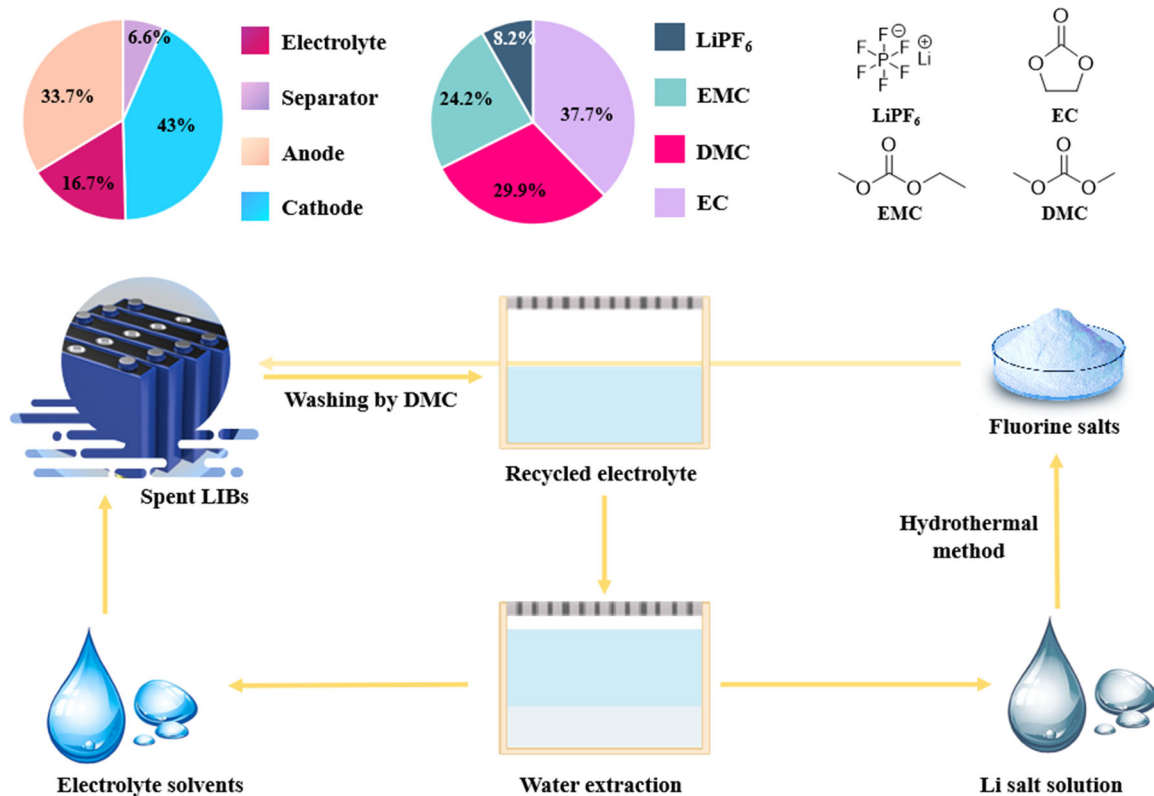 6.6%
33.7%
43%
16.7%
Electrolyte
Separator
Anode
Cathode
8.2%
24.2%
37.7%
29.9%
LiPF₆
EMC
DMC
EC
F
F
F
P
F
F
F
⊖
⊕
Li
LiPF₆
O
O
O
EC
O
O
O
EMC
O
O
O
DMC
Washing by DMC
Spent LIBs
Recycled electrolyte
Fluorine salts
Hydrothermal
method
Electrolyte solvents
Water extraction
Li salt solution